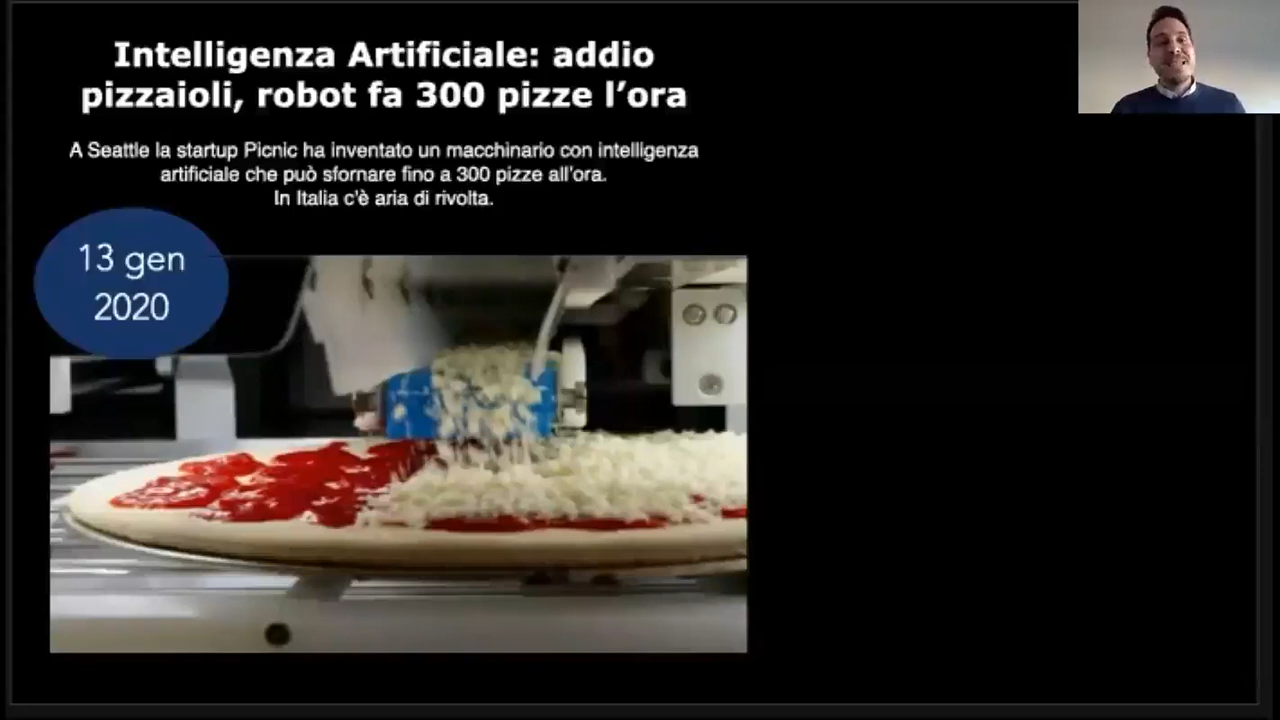 Intelligenza Artificiale: addio
pizzaioli, robot fa 300 pizze l’ora
A Seattle la startup Picnic ha inventato un macchinario con intelligenza
artificiale che può sfornare fino a 300 pizze all’ora.
In Italia c'è aria di rivolta.
13 gen
2020